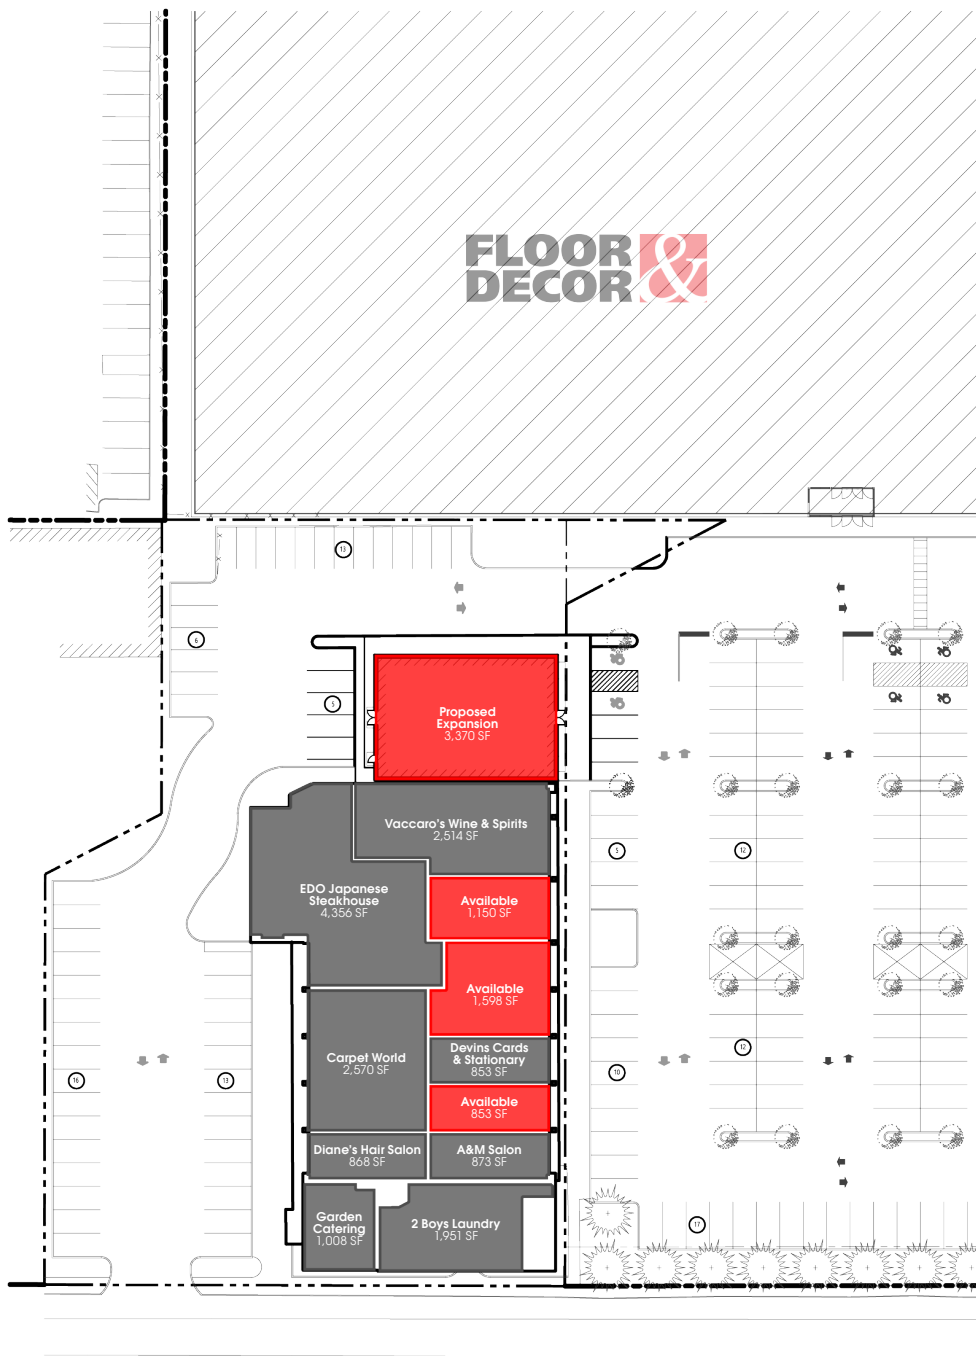 FLOOR &
DECOR
13
6
5
Proposed
Expansion
3,370 SF
Vaccaro's Wine & Spirits
2,514 SF
5
12
EDO Japanese
Steakhouse
4,356 SF
Available
1,150 SF
Available
1,598 SF
Devins Cards
& Stationary
853 SF
12
Carpet World
2,570 SF
16
13
10
Available
853 SF
Diane's Hair Salon
868 SF
A&M Salon
873 SF
Garden
Catering
1,008 SF
2 Boys Laundry
1,951 SF
17